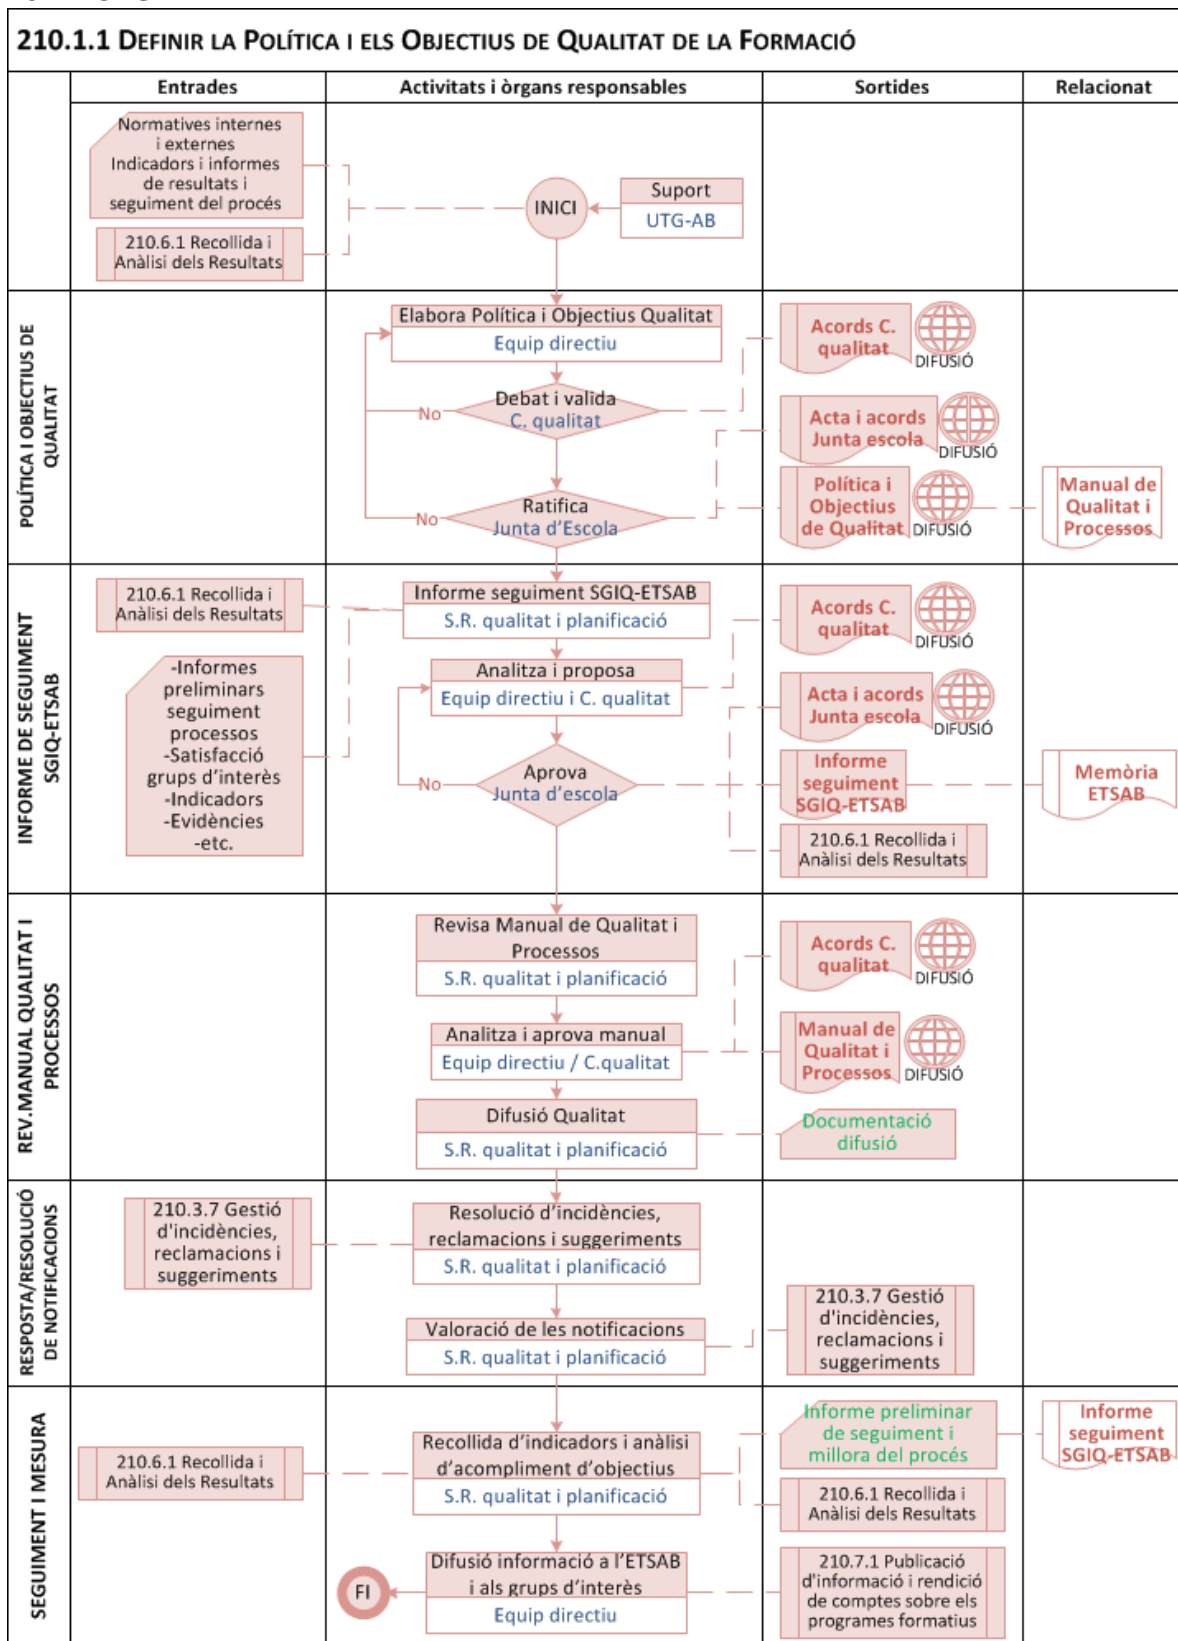 210.1.1 Definir la Política i els Objectius de Qualitat de la Formació
Entrades
Activitats i òrgans responsables
Sortides
Relacionat
Normatives internes
i externes
Indicadors i informes
de resultats i
seguiment del procés
210.6.1 Recollida i
Anàlisi dels Resultats
INICI
Suport
UTG-AB
POLÍTICA I OBJECTIUS DE
QUALITAT
Elabora Política i Objectius Qualitat
Equip directiu
Debat i valida
C. qualitat
No
Ratifica
Junta d'Escola
No
Acords C.
qualitat
DIFUSIÓ
Acta i acords
Junta escola
DIFUSIÓ
Política i
Objectius
de Qualitat
DIFUSIÓ
Manual de
Qualitat i
Processos
INFORME DE SEGUIMENT
SGIQ-ETSAB
210.6.1 Recollida i
Anàlisi dels Resultats
-Informes
preliminars
seguiment
processos
-Satisfacció
grups d'interès
-Indicadors
-Evidències
-etc.
Informe seguiment SGIQ-ETSAB
S.R. qualitat i planificació
Analitza i proposa
Equip directiu i C. qualitat
Aprova
Junta d'escola
No
Acords C.
qualitat
DIFUSIÓ
Acta i acords
Junta escola
DIFUSIÓ
Informe
seguiment
SGIQ-ETSAB
210.6.1 Recollida i
Anàlisi dels Resultats
Memòria
ETSAB
REV.MANUAL QUALITAT I
PROCESSOS
Revisa Manual de Qualitat i
Processos
S.R. qualitat i planificació
Analitza i aprova manual
Equip directiu / C.qualitat
Difusió Qualitat
S.R. qualitat i planificació
Acords C.
qualitat
DIFUSIÓ
Manual de
Qualitat i
Processos
DIFUSIÓ
Documentació
difusió
RESPOSTA/RESOLUCIÓ
DE NOTIFICACIONS
210.3.7 Gestió
d'incidències,
reclamacions i
suggeriments
Resolució d'incidències,
reclamacions i suggeriments
S.R. qualitat i planificació
Valoració de les notificacions
S.R. qualitat i planificació
210.3.7 Gestió
d'incidències,
reclamacions i
suggeriments
SEGUIMENT I MESURA
210.6.1 Recollida i
Anàlisi dels Resultats
Recollida d'indicadors i anàlisi
d'acompliment d'objectius
S.R. qualitat i planificació
Difusió informació a l'ETSAB
i als grups d'interès
Equip directiu
FI
Informe preliminar
de seguiment i
millora del procés
210.6.1 Recollida i
Anàlisi dels Resultats
210.7.1 Publicació
d'informació i rendició
de comptes sobre els
programes formatius
Informe
seguiment
SGIQ-ETSAB